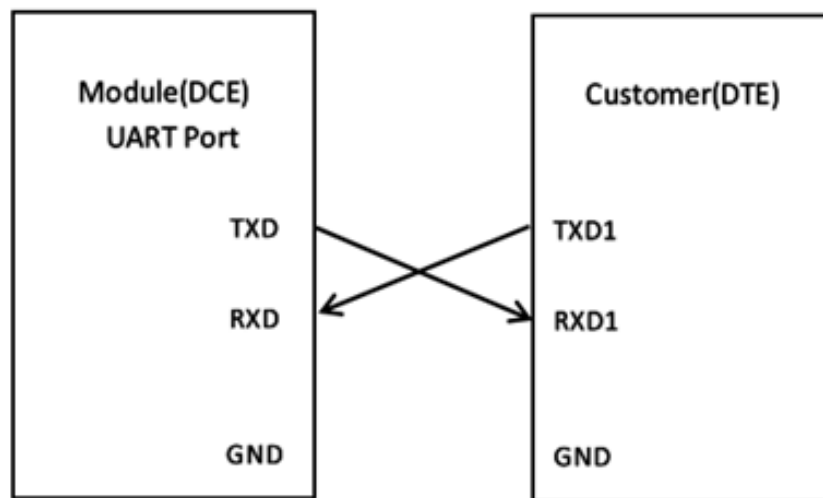 Module(DCE)
UART Port
TXD
RXD
GND
Customer(DTE)
TXD1
RXD1
GND